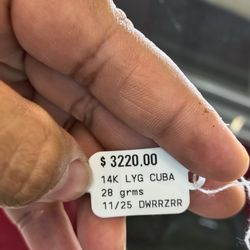 $ 3220.00
14K LYG CUBA
28 grms
11/25 DWRRZRR